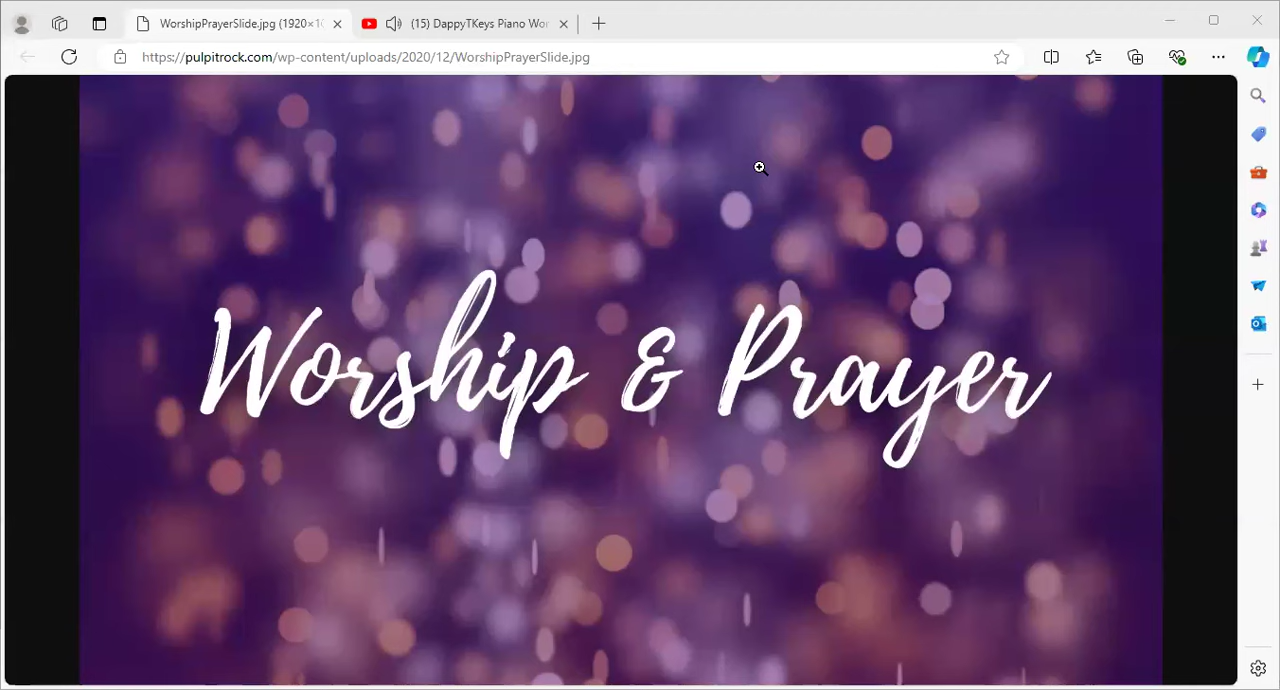 WorshipPrayerSlide.jpg (1920×10
(15) DappyTKeys Piano Wor
https://pulpitrock.com/wp-content/uploads/2020/12/WorshipPrayerSlide.jpg
Worship & Prayer